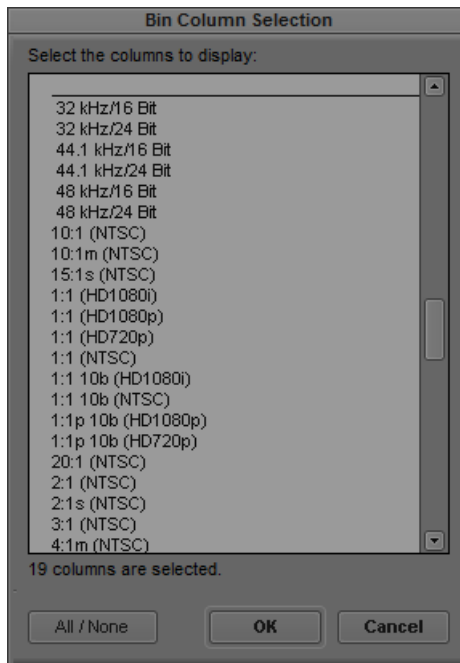 Bin Column Selection
Select the columns to display:
32 kHz/16 Bit
32 kHz/24 Bit
44.1 kHz/16 Bit
44.1 kHz/24 Bit
48 kHz/16 Bit
48 kHz/24 Bit
10:1 (NTSC)
10:1m (NTSC)
15:1s (NTSC)
1:1 (HD1080i)
1:1 (HD1080p)
1:1 (HD720p)
1:1 (NTSC)
1:1 10b (HD1080i)
1:1 10b (NTSC)
1:1p 10b (HD1080p)
1:1p 10b (HD720p)
20:1 (NTSC)
2:1 (NTSC)
2:1s (NTSC)
3:1 (NTSC)
4:1m (NTSC)
19 columns are selected.
All / None
OK
Cancel